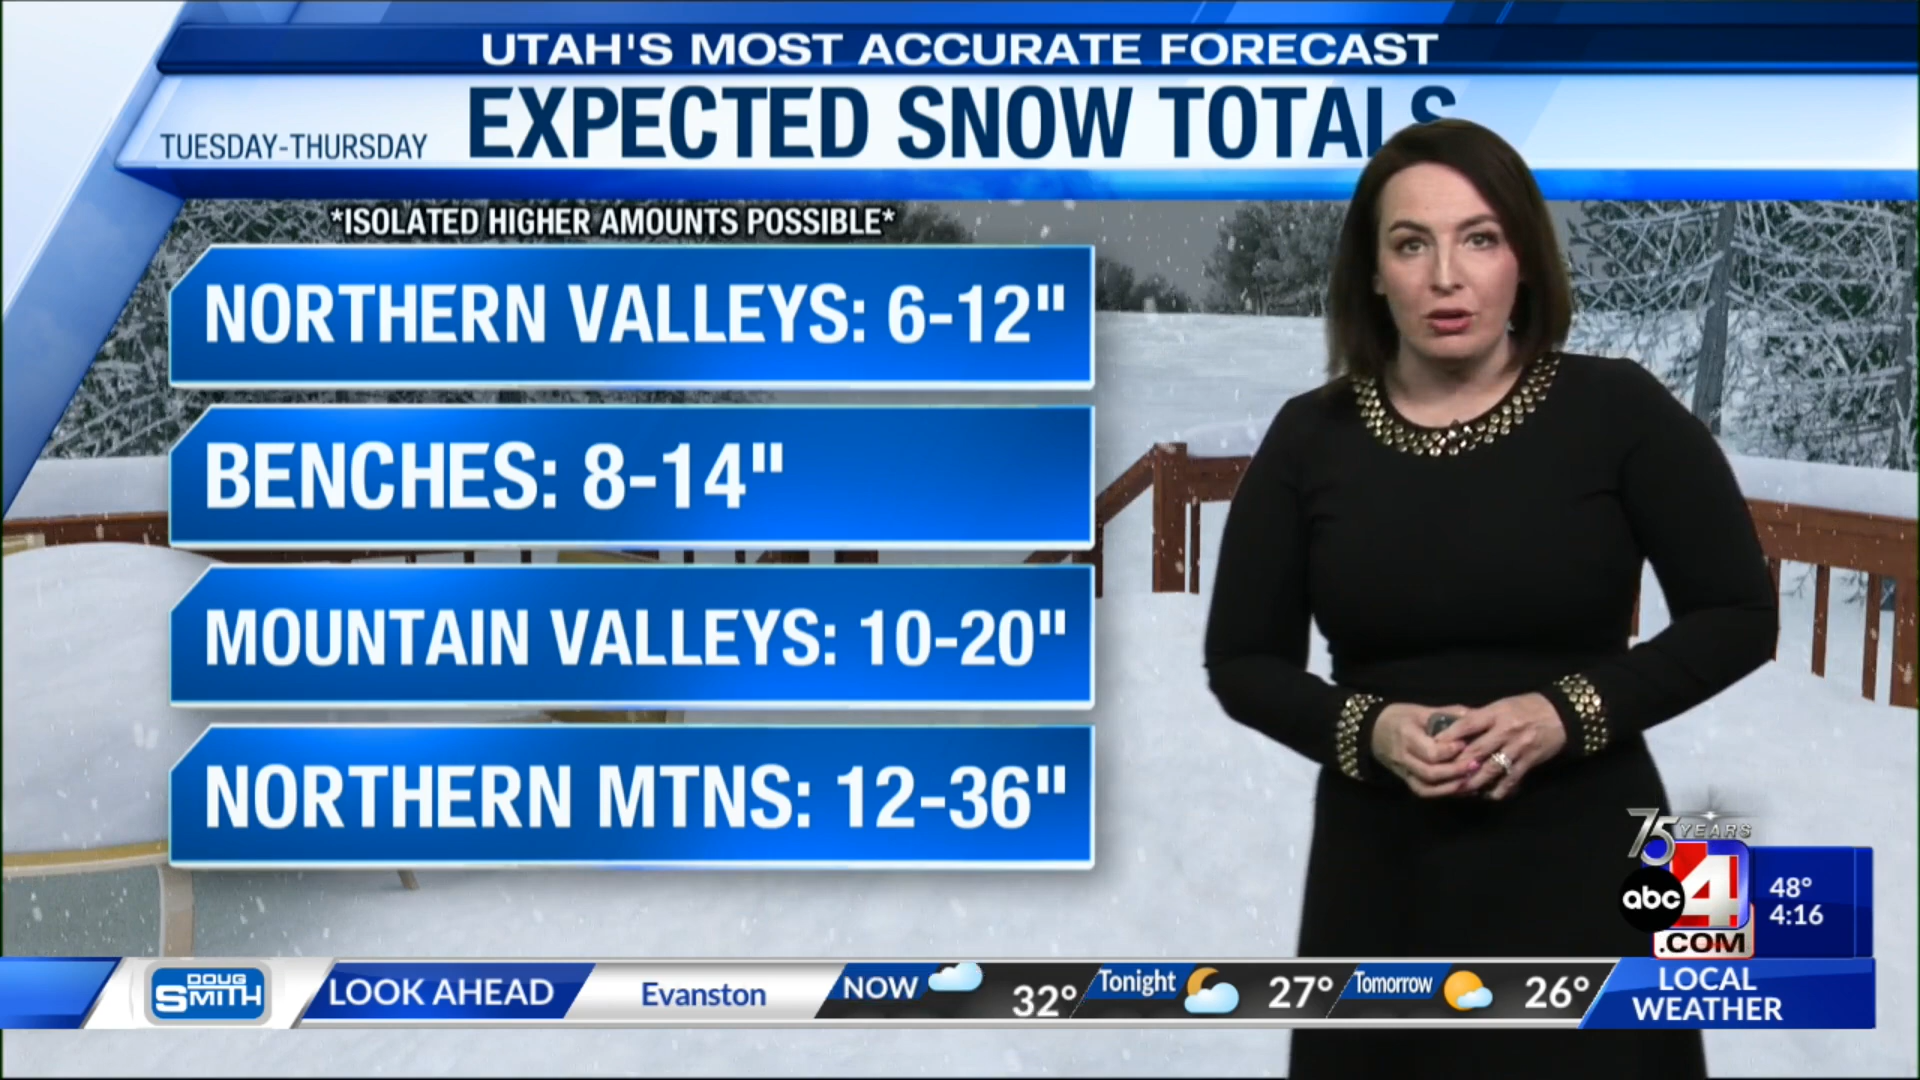 UTAH'S MOST ACCURATE FORECAST
TUESDAY-THURSDAY EXPECTED SNOW TOTALS
*ISOLATED HIGHER AMOUNTS POSSIBLE*
NORTHERN VALLEYS: 6-12"
BENCHES: 8-14"
MOUNTAIN VALLEYS: 10-20"
NORTHERN MTNS: 12-36"
75 YEARS
abc 4
.COM
48°
4:16
DOUG
SMITH
LOOK AHEAD
Evanston
NOW 32°
Tonight 27°
Tomorrow 26°
LOCAL
WEATHER